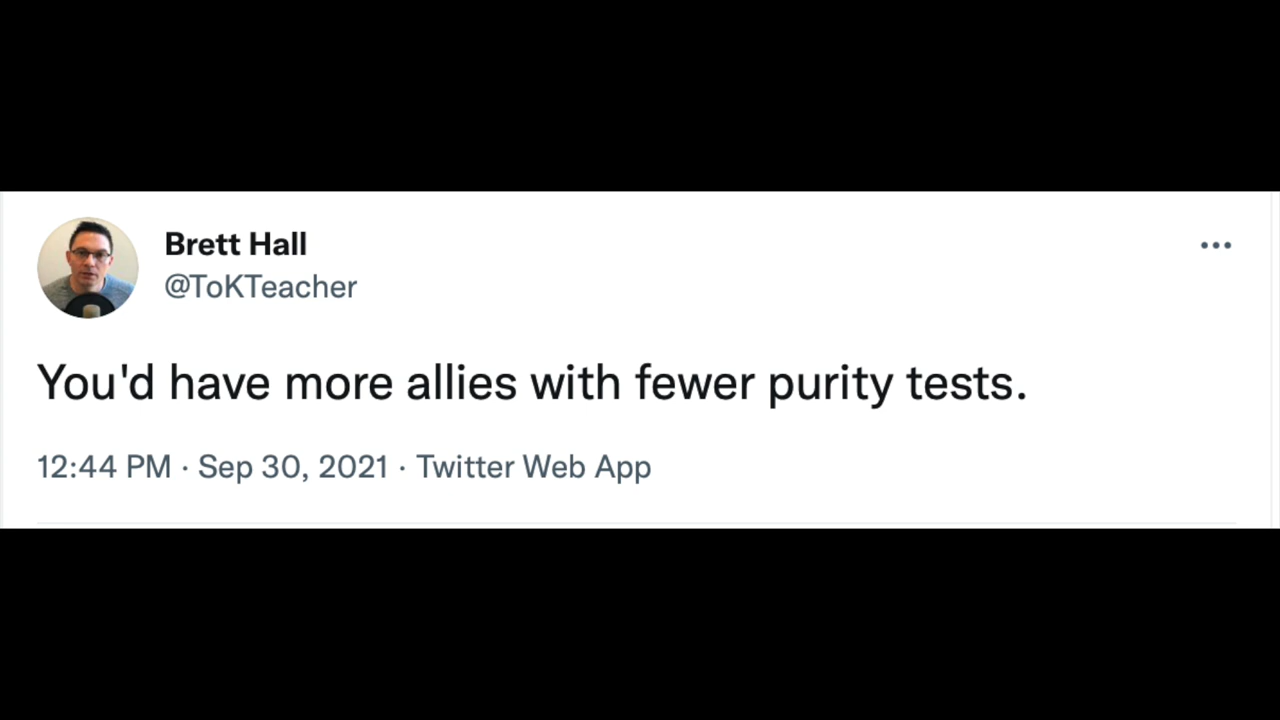 Brett Hall
@ToKTeacher
You'd have more allies with fewer purity tests.
12:44 PM · Sep 30, 2021 · Twitter Web App